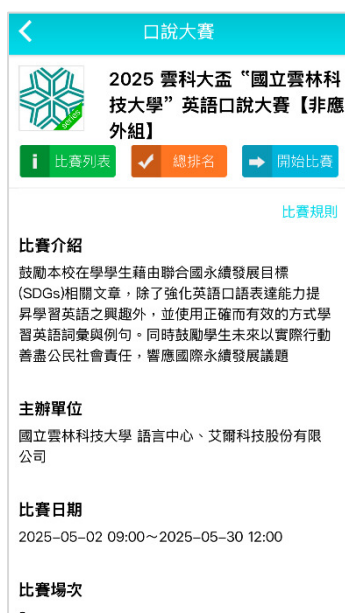 口說大賽
2025 雲科大盃 “國立雲林科
技大學” 英語口說大賽【非應
外組】
series
i 比賽列表
總排名
開始比賽
比賽規則
比賽介紹
鼓勵本校在學學生藉由聯合國永續發展目標
(SDGs)相關文章，除了強化英語口語表達能力提
昇學習英語之興趣外，並使用正確而有效的方式學
習英語詞彙與例句。同時鼓勵學生未來以實際行動
善盡公民社會責任，響應國際永續發展議題
主辦單位
國立雲林科技大學 語言中心、艾爾科技股份有限
公司
比賽日期
2025-05-02 09:00~2025-05-30 12:00
比賽場次